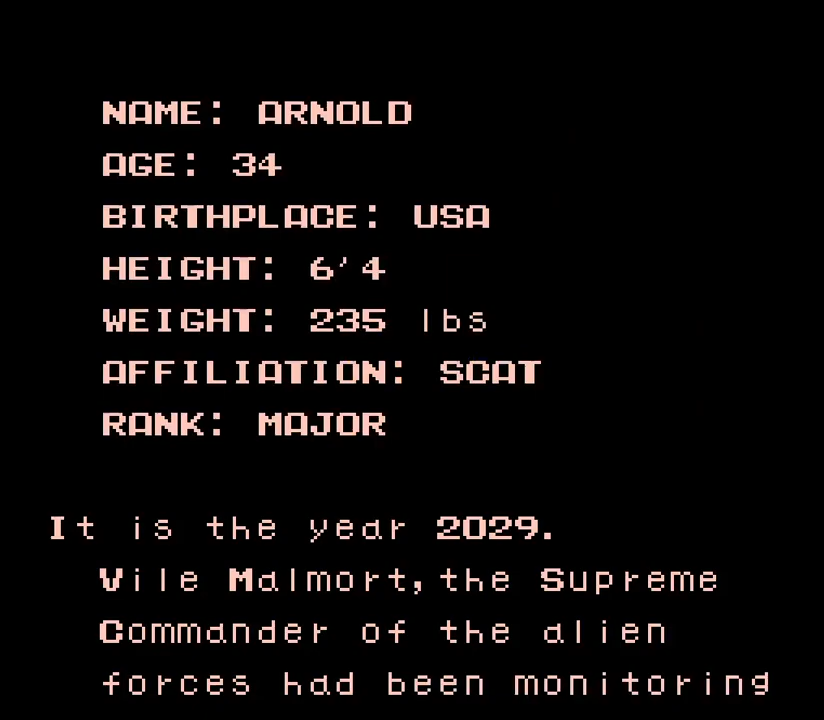 NAME: ARNOLD
AGE: 34
BIRTHPLACE: USA
HEIGHT: 6'4
WEIGHT: 235 lbs
AFFILIATION: SCAT
RANK: MAJOR
It is the year 2029.
Vile Malmort,the Supreme
Commander of the alien
forces had been monitoring